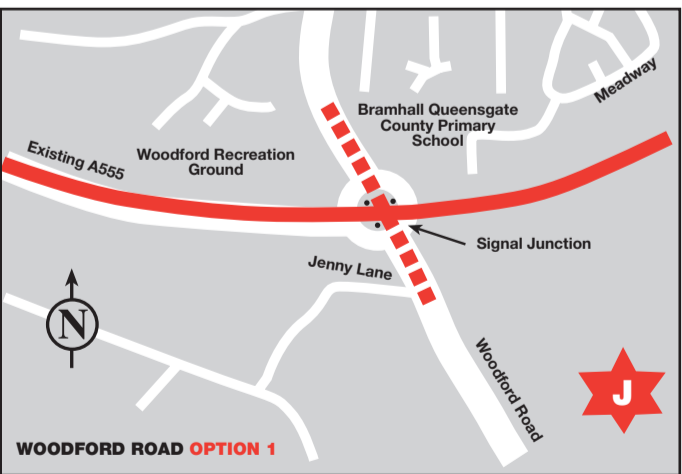 Meadway
Bramhall Queensgate
County Primary
School
Existing A555
Woodford Recreation
Ground
Signal Junction
Jenny Lane
N
Woodford Road
J
WOODFORD ROAD OPTION 1